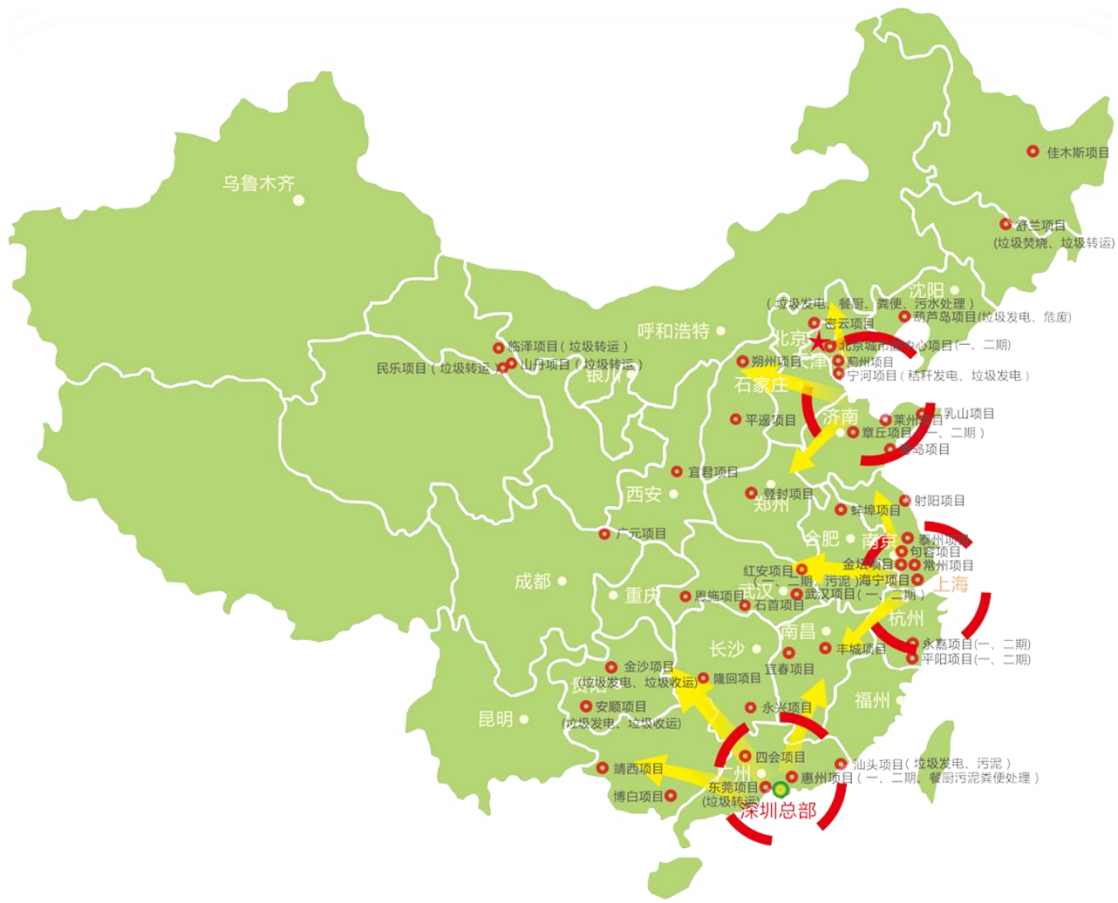 佳木斯项目
乌鲁木齐
舒兰项目
(垃圾焚烧、垃圾转运)
沈阳
( 垃圾发电、餐厨、粪便、污水处理 )
葫芦岛项目(垃圾发电、危废)
密云项目
呼和浩特
北京
北京城市副中心项目(一、二期)
临泽项目( 垃圾转运 )
天津
蓟州项目
朔州项目
山丹项目( 垃圾转运 )
民乐项目( 垃圾转运 )
银川
宁河项目( 秸秆发电、垃圾发电 )
石家庄
乳山项目
济南
莱州项目
平遥项目
章丘项目(一、二期 )
青岛项目
宜君项目
西安
登封项目
郑州
射阳项目
蚌埠项目
广元项目
合肥
南京
泰州项目
句容项目
金坛项目
常州项目
红安项目
(一、二期、污泥 )
海宁项目
上海
成都
重庆
恩施项目
武汉
武汉项目( 一、二期 )
石首项目
杭州
南昌
永嘉项目(一、二期)
长沙
丰城项目
平阳项目(一、二期)
金沙项目
宜春项目
(垃圾发电、垃圾收运)
隆回项目
贵阳
福州
安顺项目
永兴项目
昆明
(垃圾发电、垃圾收运)
四会项目
汕头项目( 垃圾发电、污泥 )
靖西项目
广州
惠州项目( 一、二期、餐厨污泥粪便处理 )
东莞项目
博白项目
(垃圾转运)
深圳总部